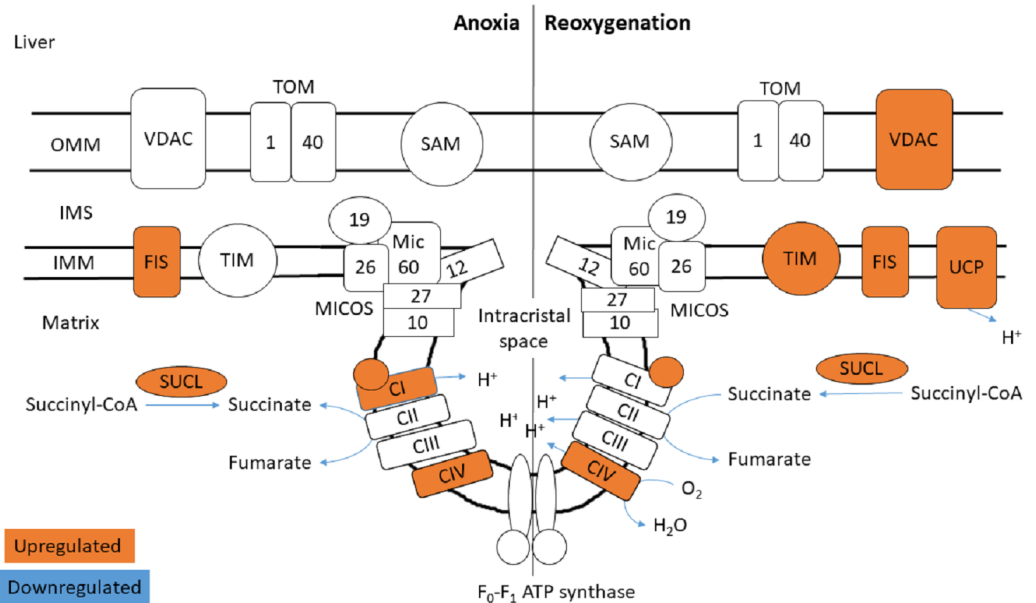 Anoxia Reoxygenation
Liver
TOM TOM
OMM VDAC 1 40 SAM SAM 1 40 VDAC
IMS
19 19
IMM FIS TIM 26 Mic 60 12 12 Mic 60 26 TIM FIS UCP
MICOS 27 27 MICOS
Matrix 10 Intracristal space 10 H⁺
SUCL CI H⁺ CI SUCL
Succinyl-CoA Succinate CII H⁺ CII Succinate Succinyl-CoA
H⁺ H⁺
Fumarate CIII CIII Fumarate
CIV CIV O₂
H₂O
Upregulated
Downregulated
F₀-F₁ ATP synthase